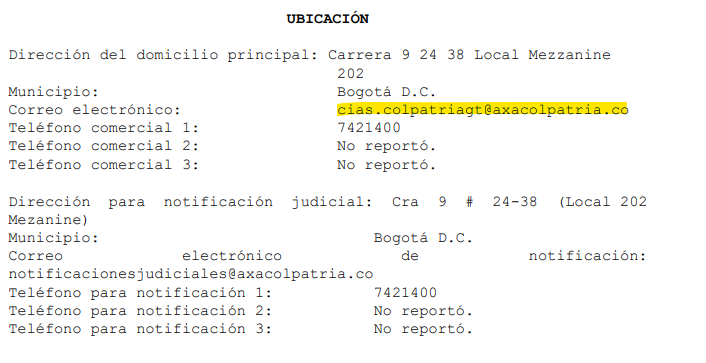 UBICACIÓN
Dirección del domicilio principal: Carrera 9 24 38 Local Mezzanine
202
Municipio: Bogotá D.C.
Correo electrónico: cias.colpatriagt@axacolpatria.co
Teléfono comercial 1: 7421400
Teléfono comercial 2: No reportó.
Teléfono comercial 3: No reportó.
Dirección para notificación judicial: Cra 9 # 24-38 (Local 202
Mezanine)
Municipio: Bogotá D.C.
Correo electrónico de notificación:
notificacionesjudiciales@axacolpatria.co
Teléfono para notificación 1: 7421400
Teléfono para notificación 2: No reportó.
Teléfono para notificación 3: No reportó.